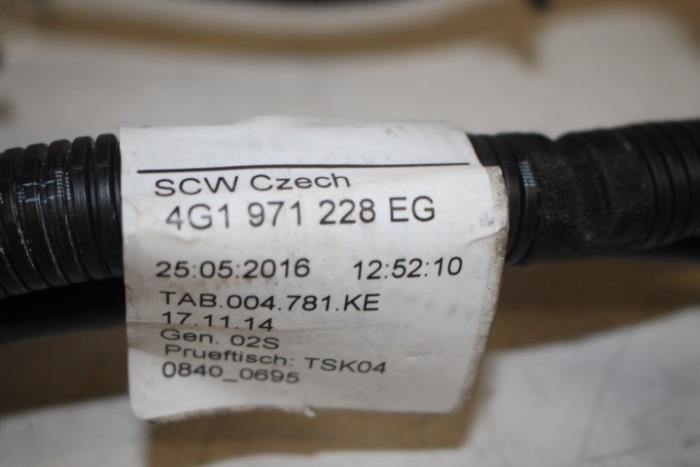 SCW Czech
4G1 971 228 EG
25:05:2016 12:52:10
TAB.004.781.KE
17.11.14
Gen. 02S
Prueftisch: TSK04
0840_0695